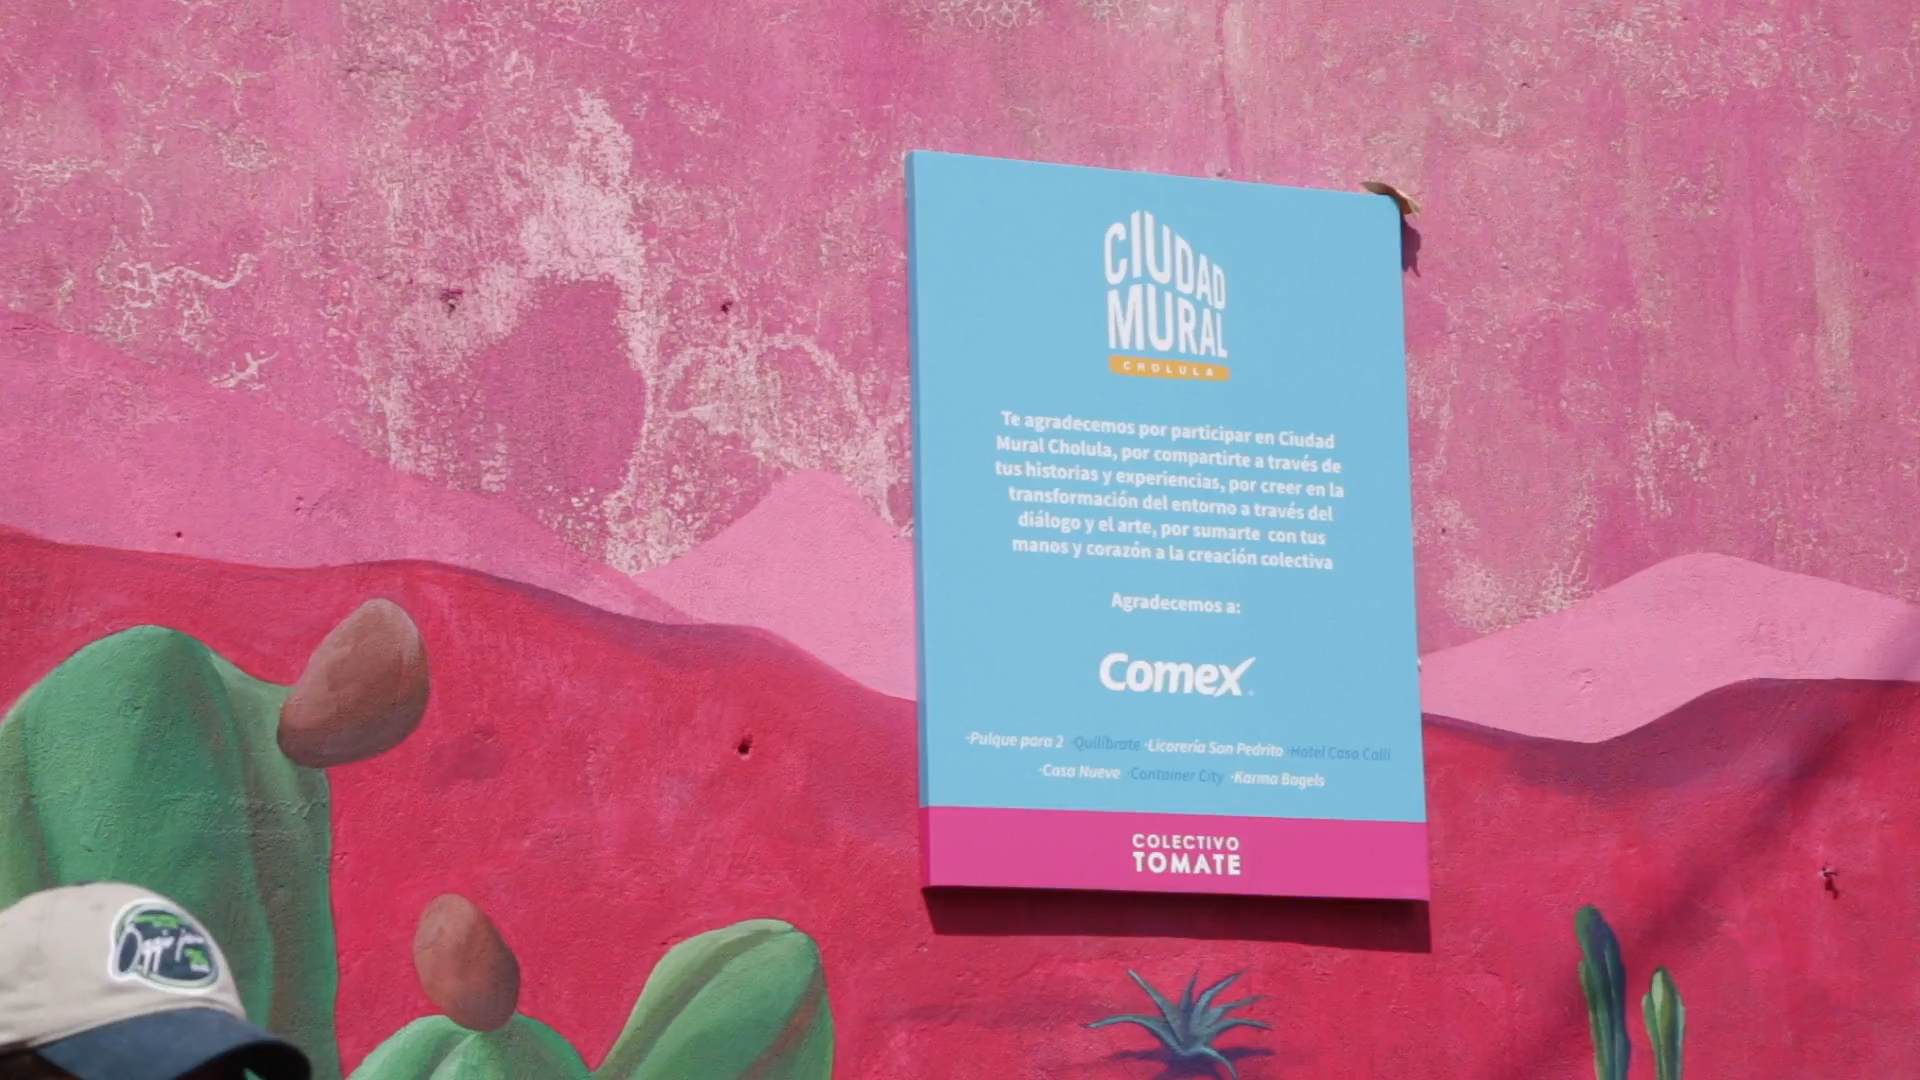 CIUDAD
MURAL
CHOLULA
Te agradecemos por participar en Ciudad
Mural Cholula, por compartirte a través de
tus historias y experiencias, por creer en la
transformación del entorno a través del
diálogo y el arte, por sumarte con tus
manos y corazón a la creación colectiva
Agradecemos a:
Comex
·Pulque para 2 ·Quilíbrate ·Licorería San Pedrito ·Hotel Casa Calli
·Casa Nueve ·Container City ·Karma Bagels
COLECTIVO
TOMATE